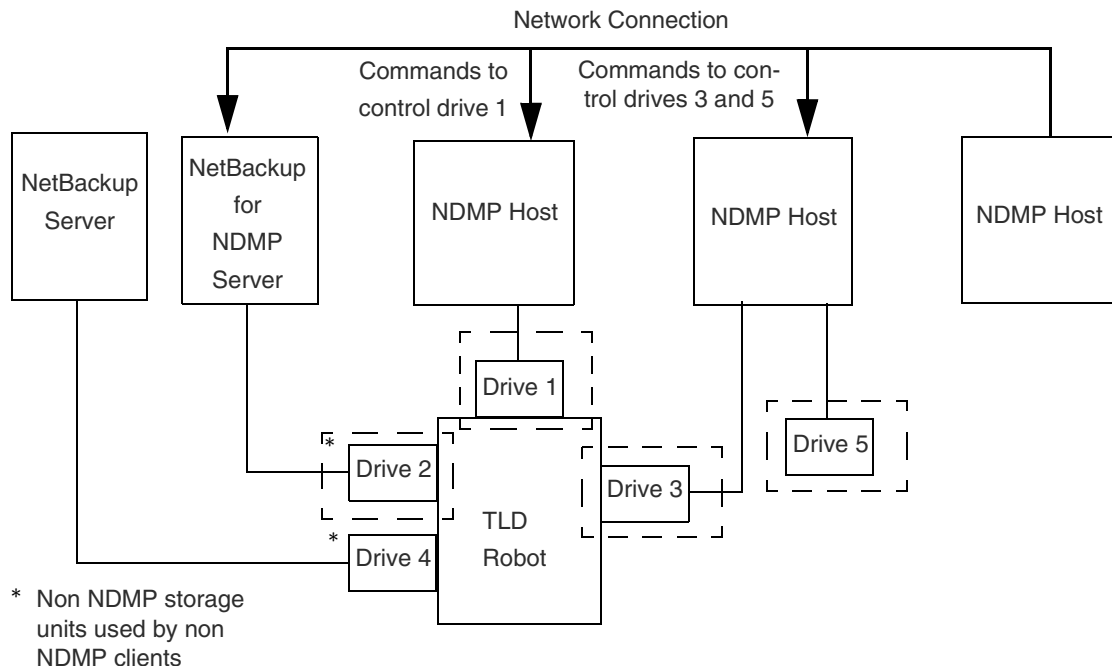 Network Connection
Commands to
control drive 1
Commands to con-
trol drives 3 and 5
NetBackup
Server
NetBackup
for
NDMP
Server
NDMP Host
NDMP Host
NDMP Host
Drive 1
* Drive 2
Drive 3
Drive 5
* Drive 4
TLD
Robot
* Non NDMP storage
units used by non
NDMP clients